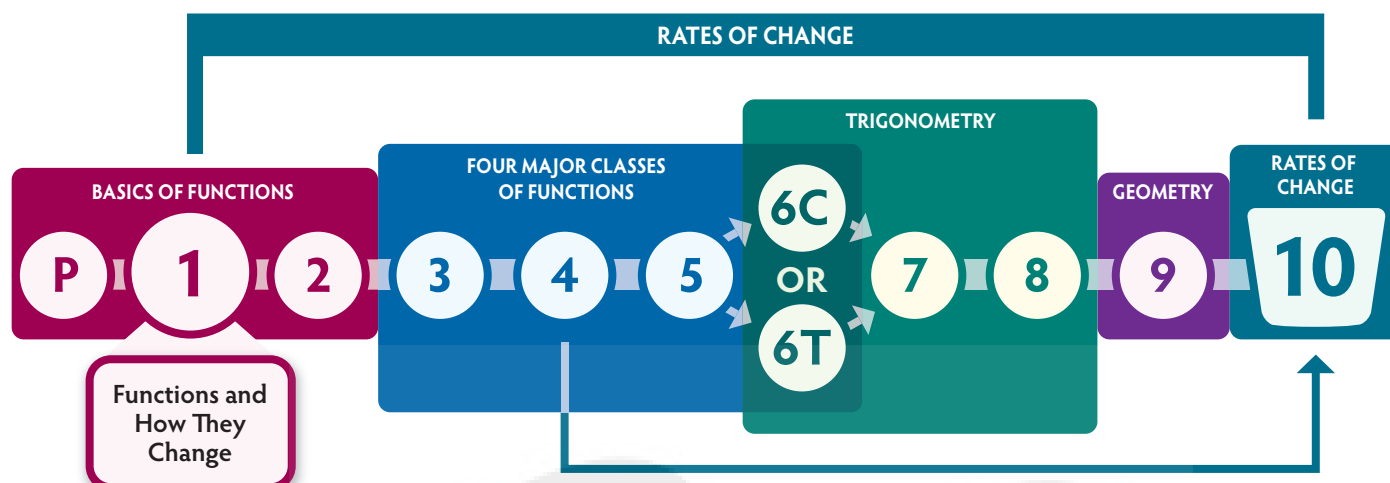 RATES OF CHANGE
TRIGONOMETRY
FOUR MAJOR CLASSES
OF FUNCTIONS
BASICS OF FUNCTIONS
GEOMETRY
RATES OF
CHANGE
P
1
2
3
4
5
6C
OR
6T
7
8
9
10
Functions and
How They
Change